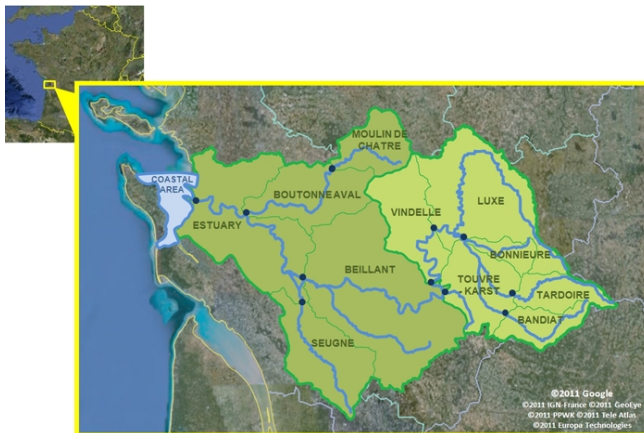 MOULIN DE
CHATRE
COASTAL
AREA
BOUTONNE AVAL
LUXE
VINDELLE
ESTUARY
BONNIEURE
BEILLANT
TOUVRE
KARST
TARDOIRE
BANDIAT
SEUGNE
©2011 Google
©2011 IGN-France ©2011 GeoEye
©2011 PPWK ©2011 Tele Atlas
©2011 Europa Technologies